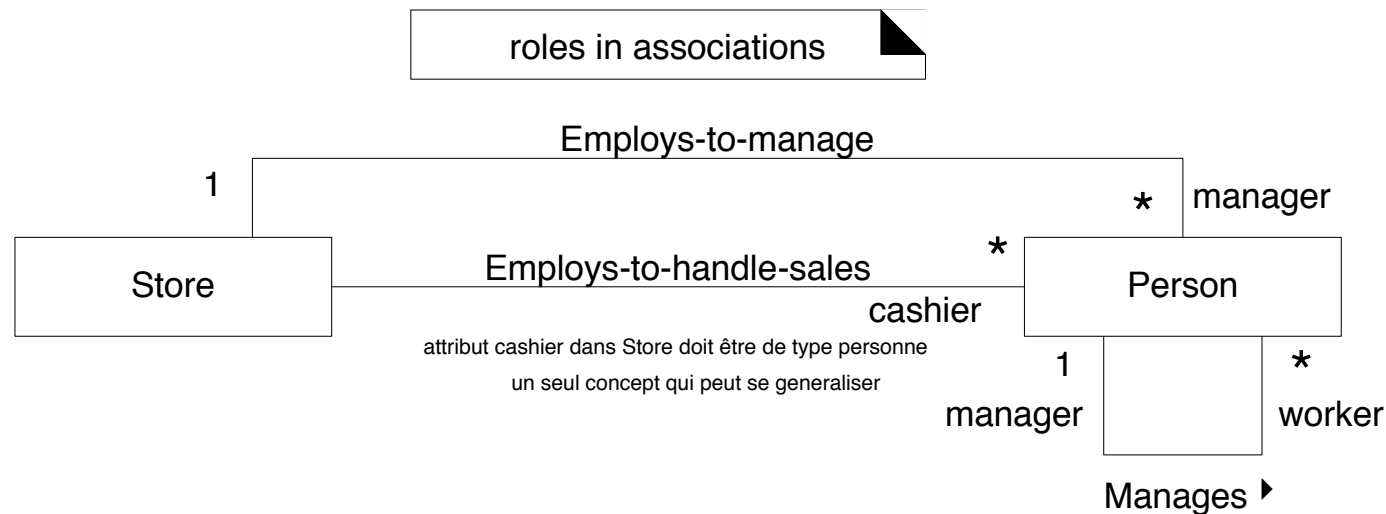 roles in associations
Employs-to-manage
1
* manager
Store
Employs-to-handle-sales
*
Person
cashier
attribut cashier dans Store doit être de type personne
un seul concept qui peut se generaliser
1
*
manager
worker
Manages